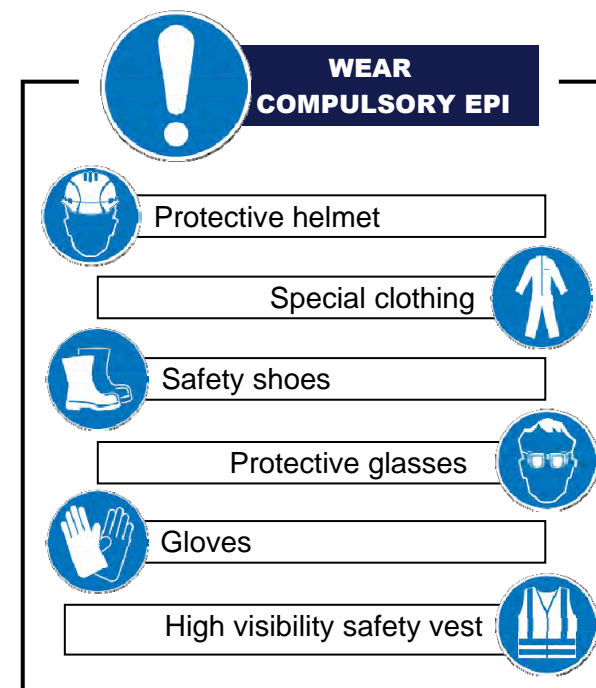 WEAR
COMPULSORY EPI
Protective helmet
Special clothing
Safety shoes
Protective glasses
Gloves
High visibility safety vest